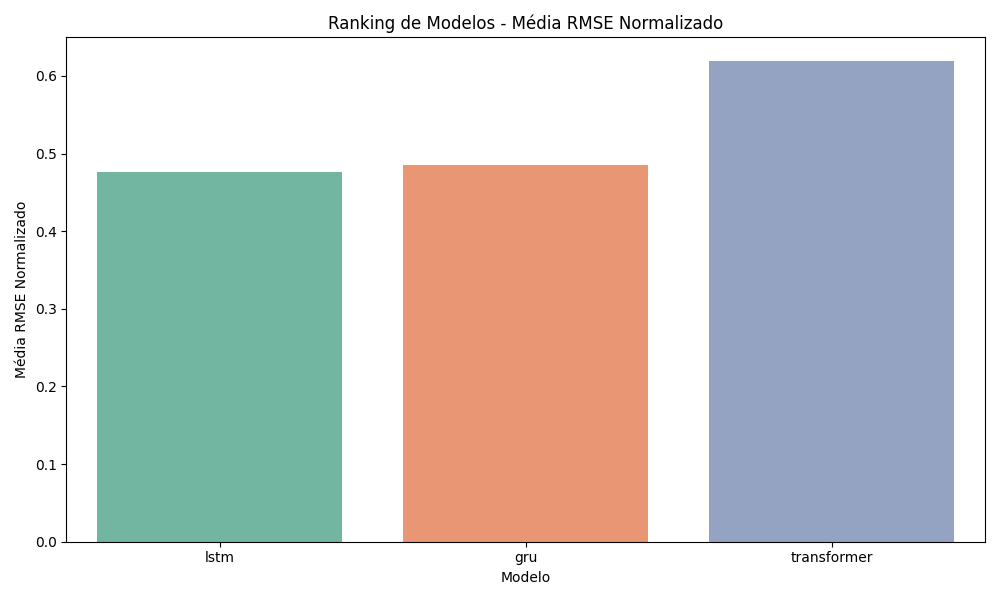 Ranking de Modelos - Média RMSE Normalizado
Média RMSE Normalizado
0.6
0.5
0.4
0.3
0.2
0.1
0.0
lstm
gru
transformer
Modelo